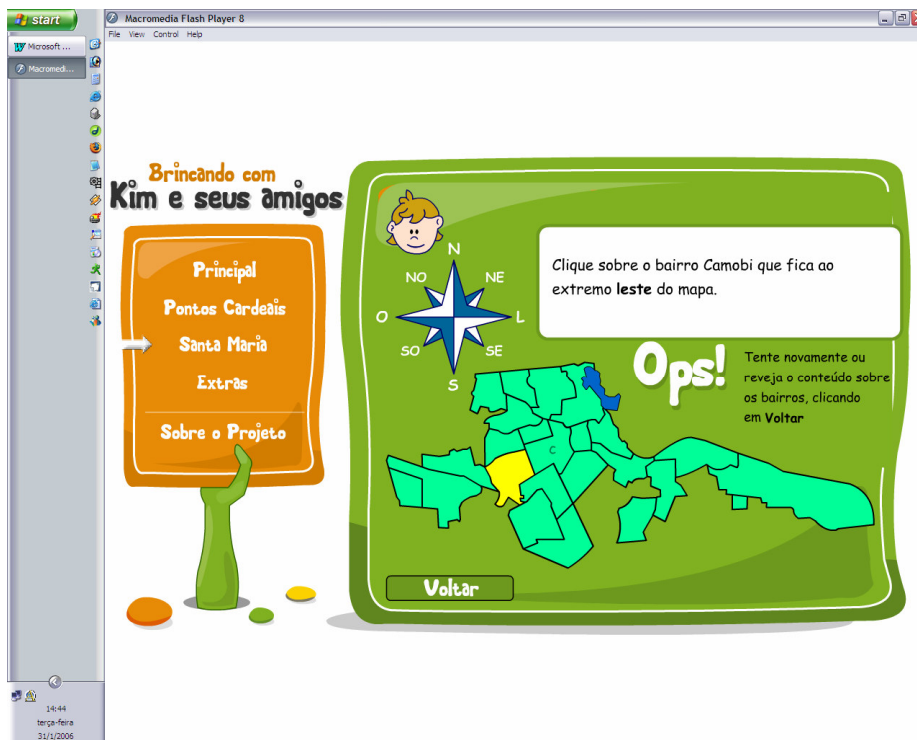 start
Macromedia Flash Player 8
File View Control Help
Microsoft ...
Macromedi...
Brincando com
Kim e seus amigos
Principal
Pontos Cardeais
Santa Maria
Extras
Sobre o Projeto
N
NO NE
O L
SO SE
S
Clique sobre o bairro Camobi que fica ao
extremo leste do mapa.
Ops!
Tente novamente ou
reveja o conteúdo sobre
os bairros, clicando
em Voltar
C
Voltar
14:44
terça-feira
31/1/2006